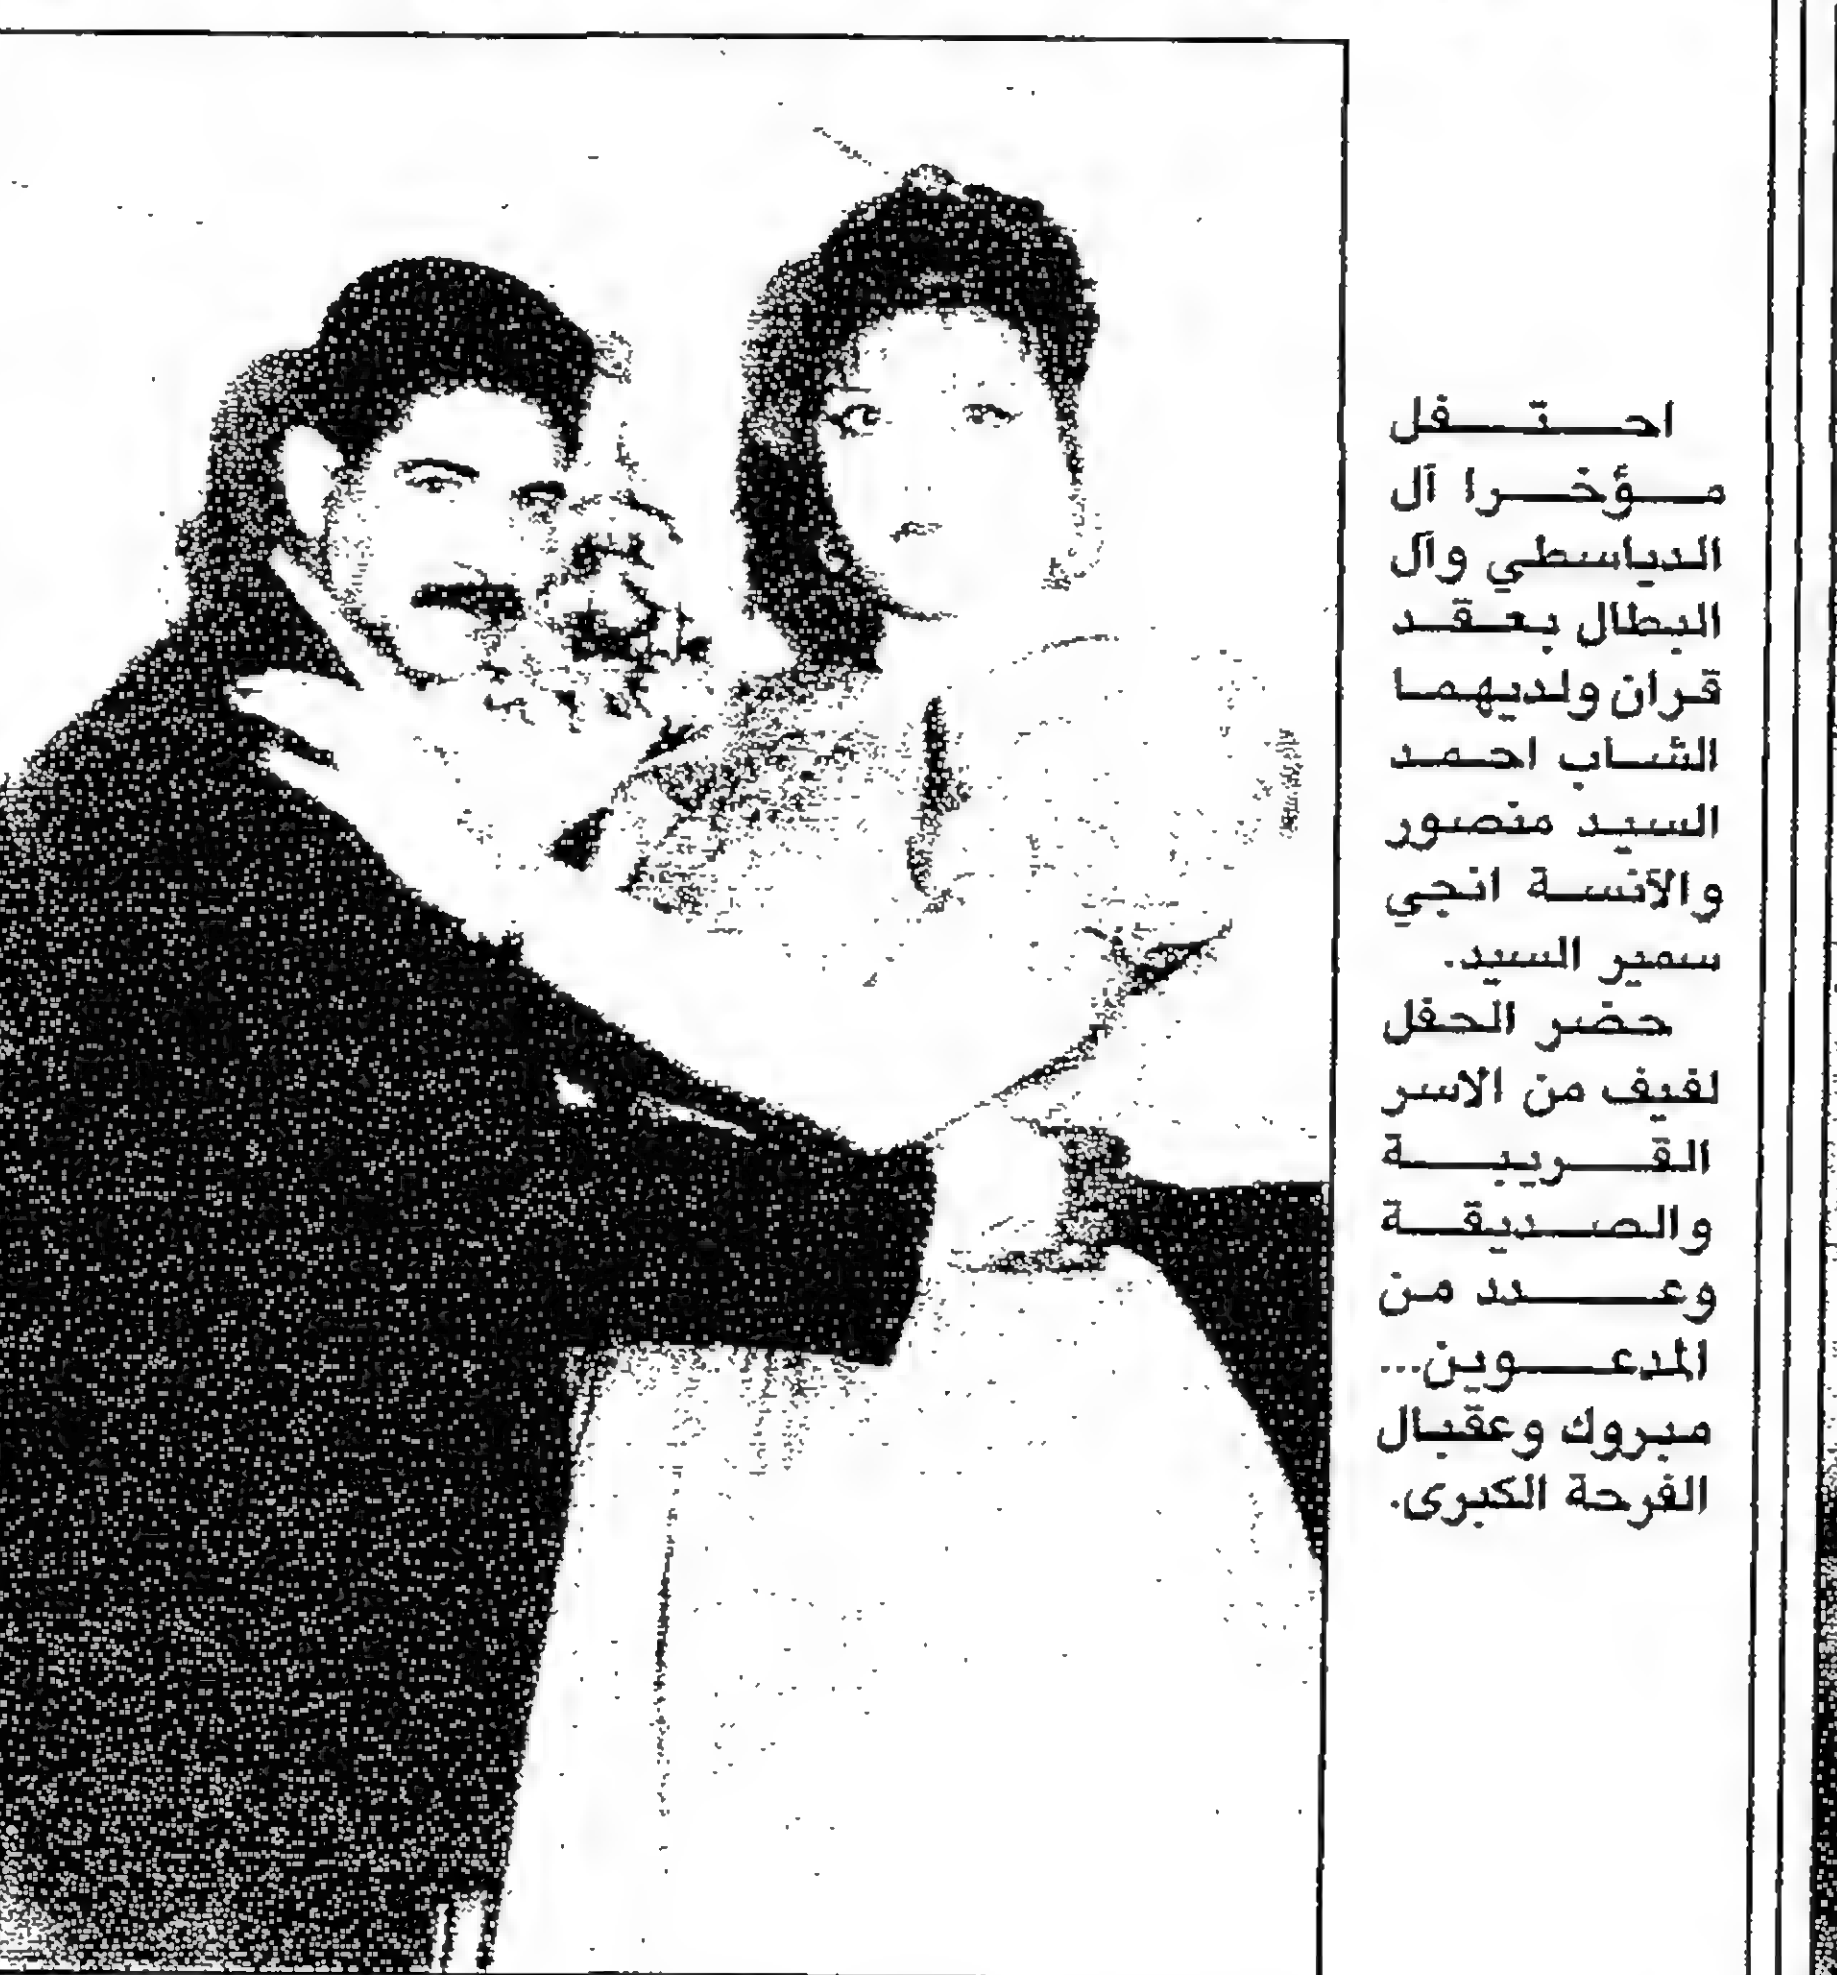 احتفل
مؤخرا آل
الدياسطي وآل
البطال بعقد
قران ولديهما
الشاب احمد
السيد منصور
والآنسة انجي
سمير السيد.
حضر الحفل
لفيف من الاسر
القريبة
والصديقة
وعدد من
المدعوين...
مبروك وعقبال
الفرحة الكبرى.